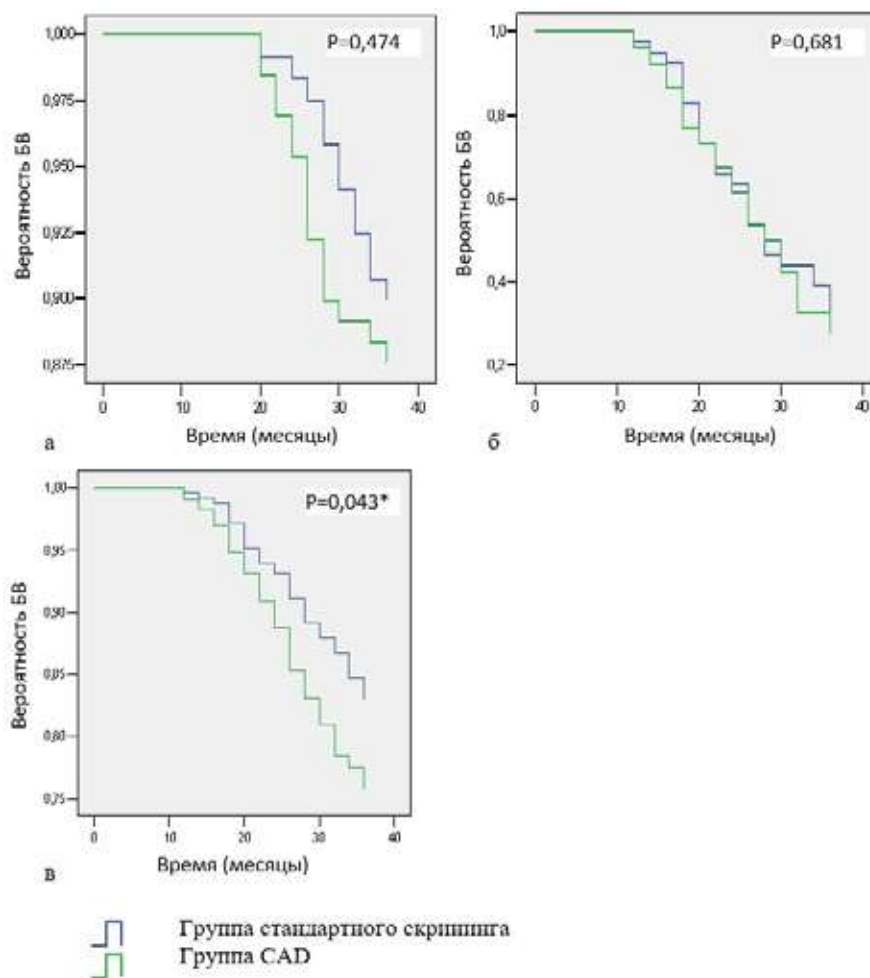 P=0,474
1,000
0,975
0,950
0,925
0,900
0,875
Вероятность БВ
0
10
20
30
40
Время (месяцы)
а
P=0,681
1,0
0,8
0,6
0,4
0,2
Вероятность БВ
0
10
20
30
40
Время (месяцы)
б
P=0,043*
1,00
0,95
0,90
0,85
0,80
0,75
Вероятность БВ
0
10
20
30
40
Время (месяцы)
в
Группа стандартного скрининга
Группа CAD